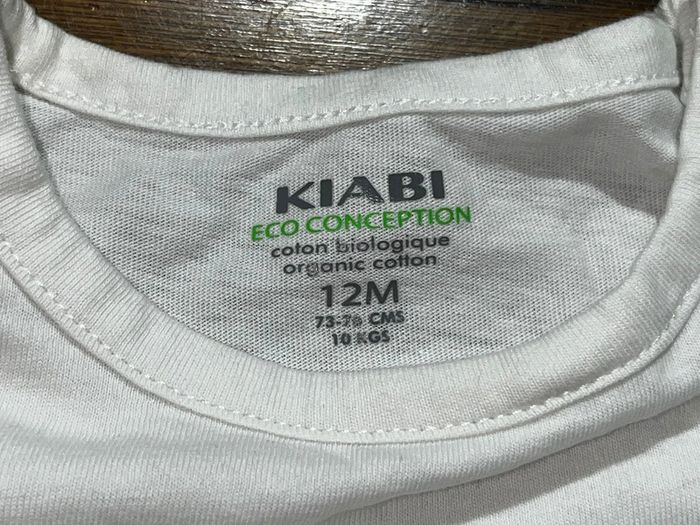 KIABI
ECO CONCEPTION
coton biologique
organic cotton
12M
73-76 CMS
10 KGS